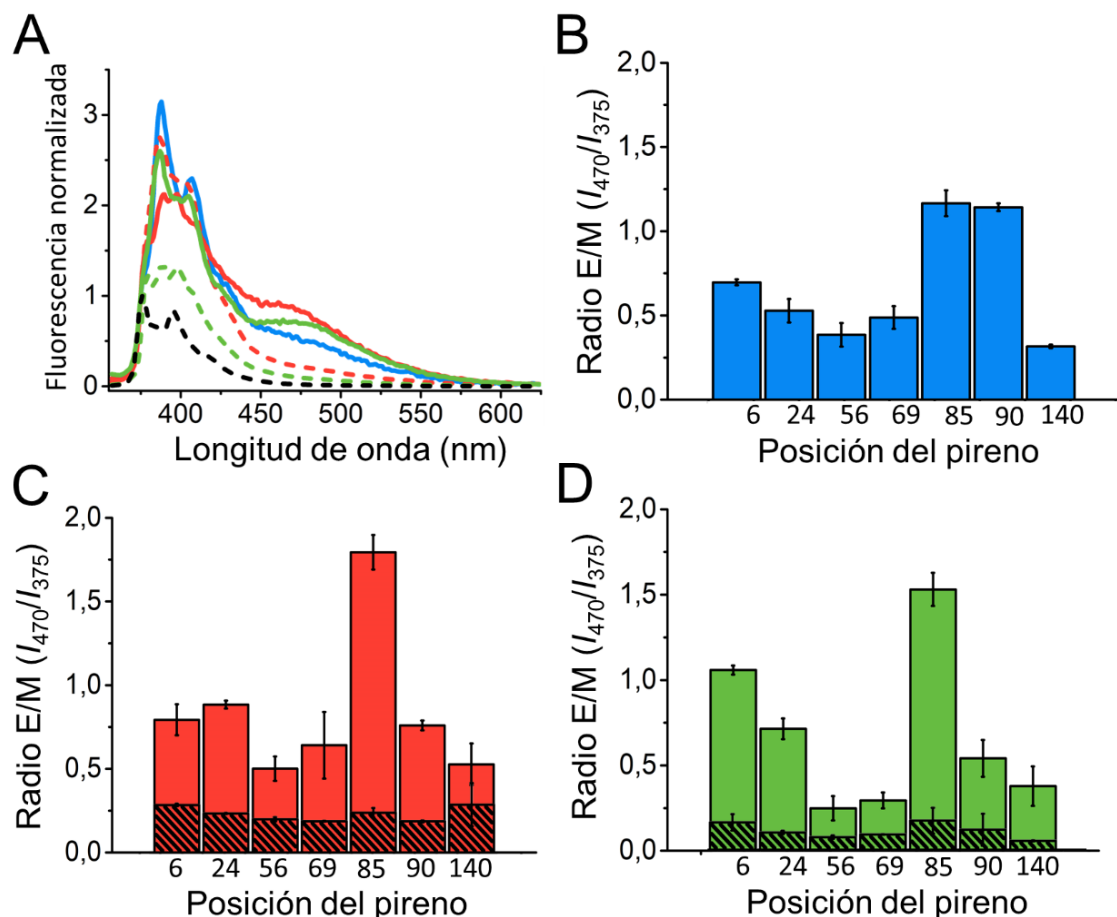 A
Fluorescencia normalizada
3
2
1
0
400 450 500 550 600
Longitud de onda (nm)
B
Radio E/M (I470/I375)
2,0
1,5
1,0
0,5
0,0
6 24 56 69 85 90 140
Posición del pireno
C
Radio E/M (I470/I375)
2,0
1,5
1,0
0,5
0,0
6 24 56 69 85 90 140
Posición del pireno
D
Radio E/M (I470/I375)
2,0
1,5
1,0
0,5
0,0
6 24 56 69 85 90 140
Posición del pireno